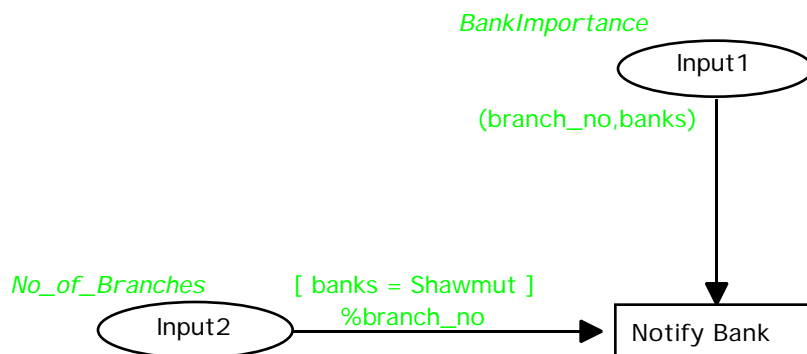 BankImportance
Input1
(branch_no,banks)
No_of_Branches
[ banks = Shawmut ]
%branch_no
Input2
Notify Bank